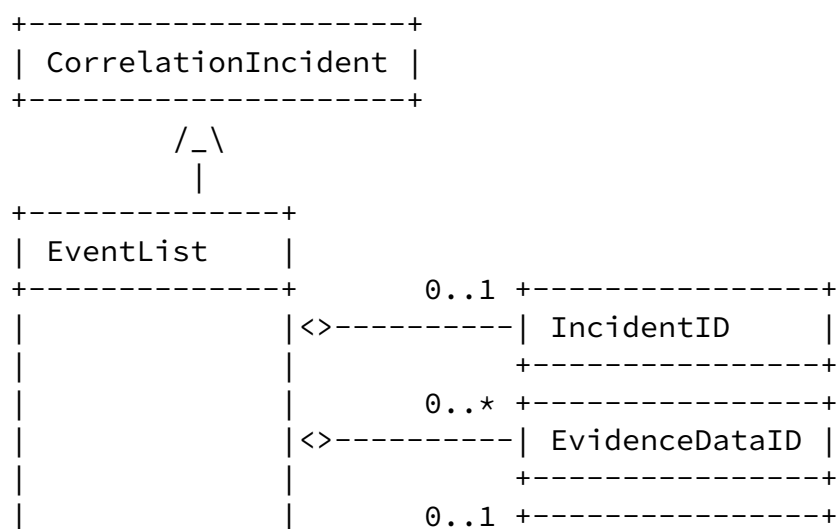 +---------------------+
| CorrelationIncident |
+---------------------+
         /_\
          |
+--------------+
| EventList    |
+--------------+       0..1 +----------------+
|              |<>----------| IncidentID     |
|              |            +----------------+
|              |       0..* +----------------+
|              |<>----------| EvidenceDataID |
|              |            +----------------+
|              |       0..1 +----------------+